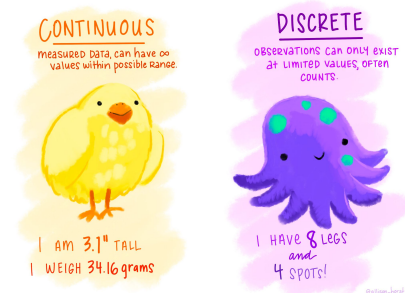 CONTINUOUS
measured data, can have ∞
values within possible range.
I AM 3.1" TALL
I WEIGH 34.16 grams
DISCRETE
OBSERVATIONS CAN ONLY EXIST
at LIMITED VALUES, OFTEN
COUNTS.
I HAVE 8 LEGS
and
4 SPOTS!